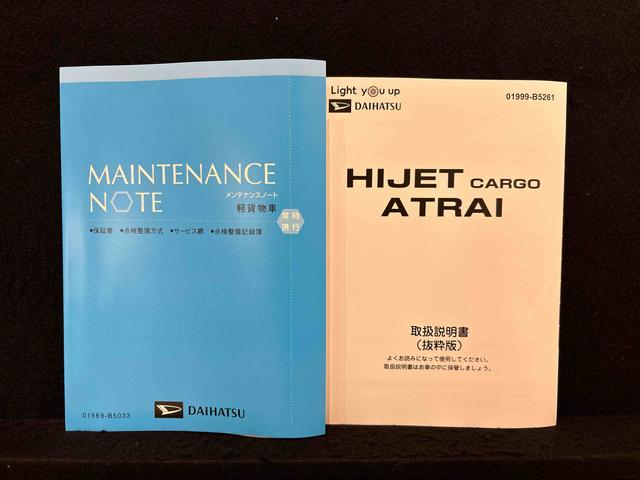 MAINTENANCE
NOTE
メンテナンスノート
軽貨物車
常時
携行
●保証書 ●点検整備方式 ●サービス網 ●点検整備記録簿
01989-B5033
DAIHATSU
Light you up
DAIHATSU
01999-B5261
HIJET CARGO
ATRAI
取扱説明書
（抜粋版）
よくお読みになって使用してください。
取扱説明書はお車の中に保管しましょう。